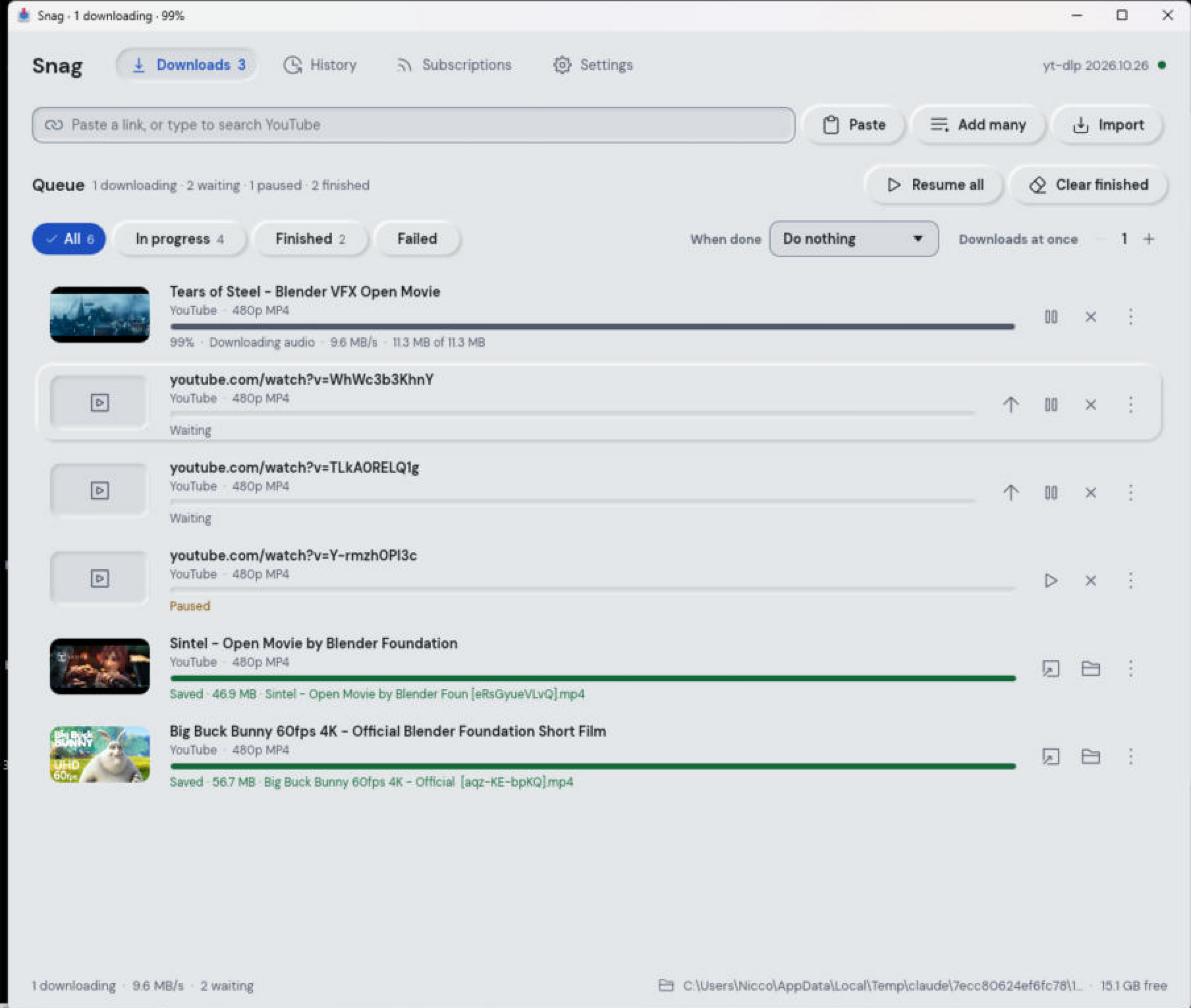 Snag · 1 downloading · 99%
Snag
Downloads 3
History
Subscriptions
Settings
yt-dlp 2026.10.26
Paste a link, or type to search YouTube
Paste
Add many
Import
Queue 1 downloading · 2 waiting · 1 paused · 2 finished
Resume all
Clear finished
All 6
In progress 4
Finished 2
Failed
When done
Do nothing
Downloads at once
1
Tears of Steel - Blender VFX Open Movie
YouTube · 480p MP4
99% · Downloading audio · 9.6 MB/s · 11.3 MB of 11.3 MB
youtube.com/watch?v=WhWc3b3KhnY
YouTube · 480p MP4
Waiting
youtube.com/watch?v=TLkA0RELQ1g
YouTube · 480p MP4
Waiting
youtube.com/watch?v=Y-rmzh0PI3c
YouTube · 480p MP4
Paused
Sintel - Open Movie by Blender Foundation
YouTube · 480p MP4
Saved · 46.9 MB · Sintel - Open Movie by Blender Foun [eRsGyueVLvQ].mp4
Big Buck BUNNY
UHD
60fps
Big Buck Bunny 60fps 4K - Official Blender Foundation Short Film
YouTube · 480p MP4
Saved · 56.7 MB · Big Buck Bunny 60fps 4K - Official [aqz-KE-bpKQ].mp4
1 downloading · 9.6 MB/s · 2 waiting
C:\Users\Nicco\AppData\Local\Temp\claude\7ecc80624ef6fc78\1... · 15.1 GB free